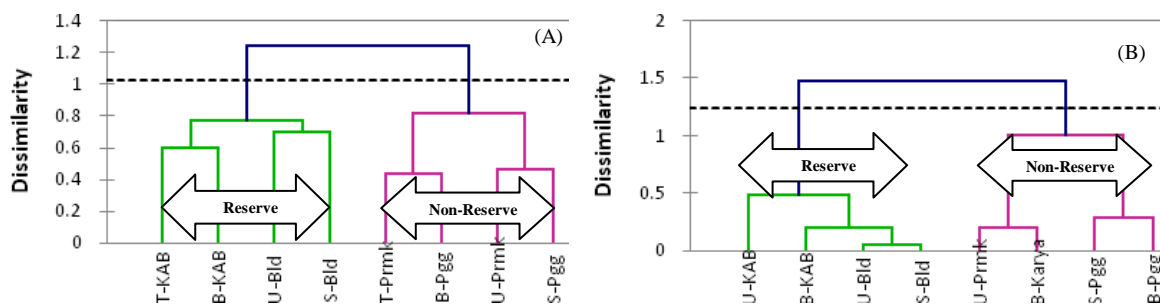 (A)
Dissimilarity
1.4
1.2
1
0.8
0.6
0.4
0.2
0
Reserve
Non-Reserve
T-KAB
B-KAB
U-Bld
S-Bld
T-Prmk
B-Pgg
U-Prmk
S-Pgg
(B)
Dissimilarity
2
1.5
1
0.5
0
Reserve
Non-Reserve
U-KAB
B-KAB
U-Bld
S-Bld
U-Prmk
B-Karya
S-Pgg
B-Pgg